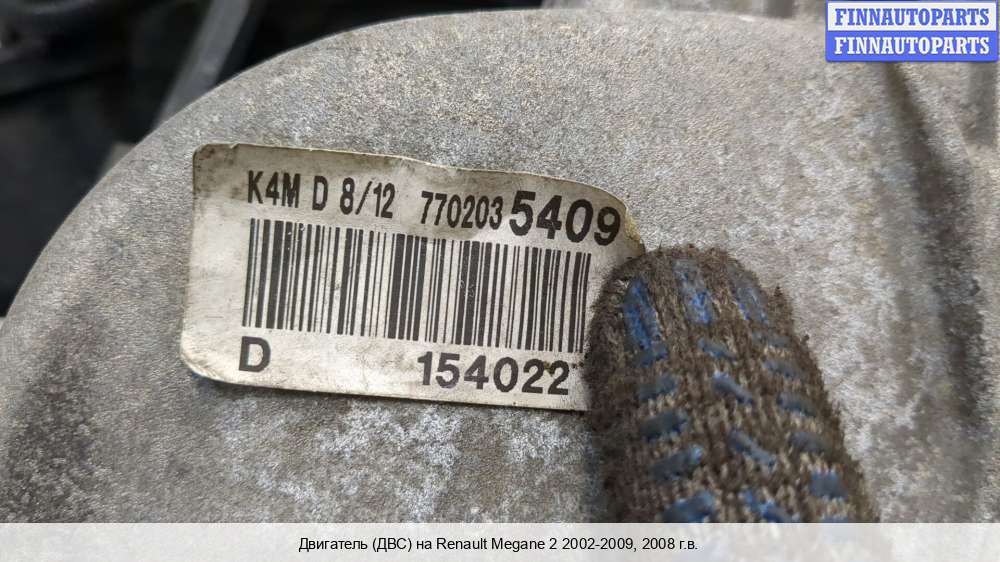 FINNAUTOPARTS
FINNAUTOPARTS
K4M D 8/12 7702035409
D 154022
Двигатель (ДВС) на Renault Megane 2 2002-2009, 2008 г.в.